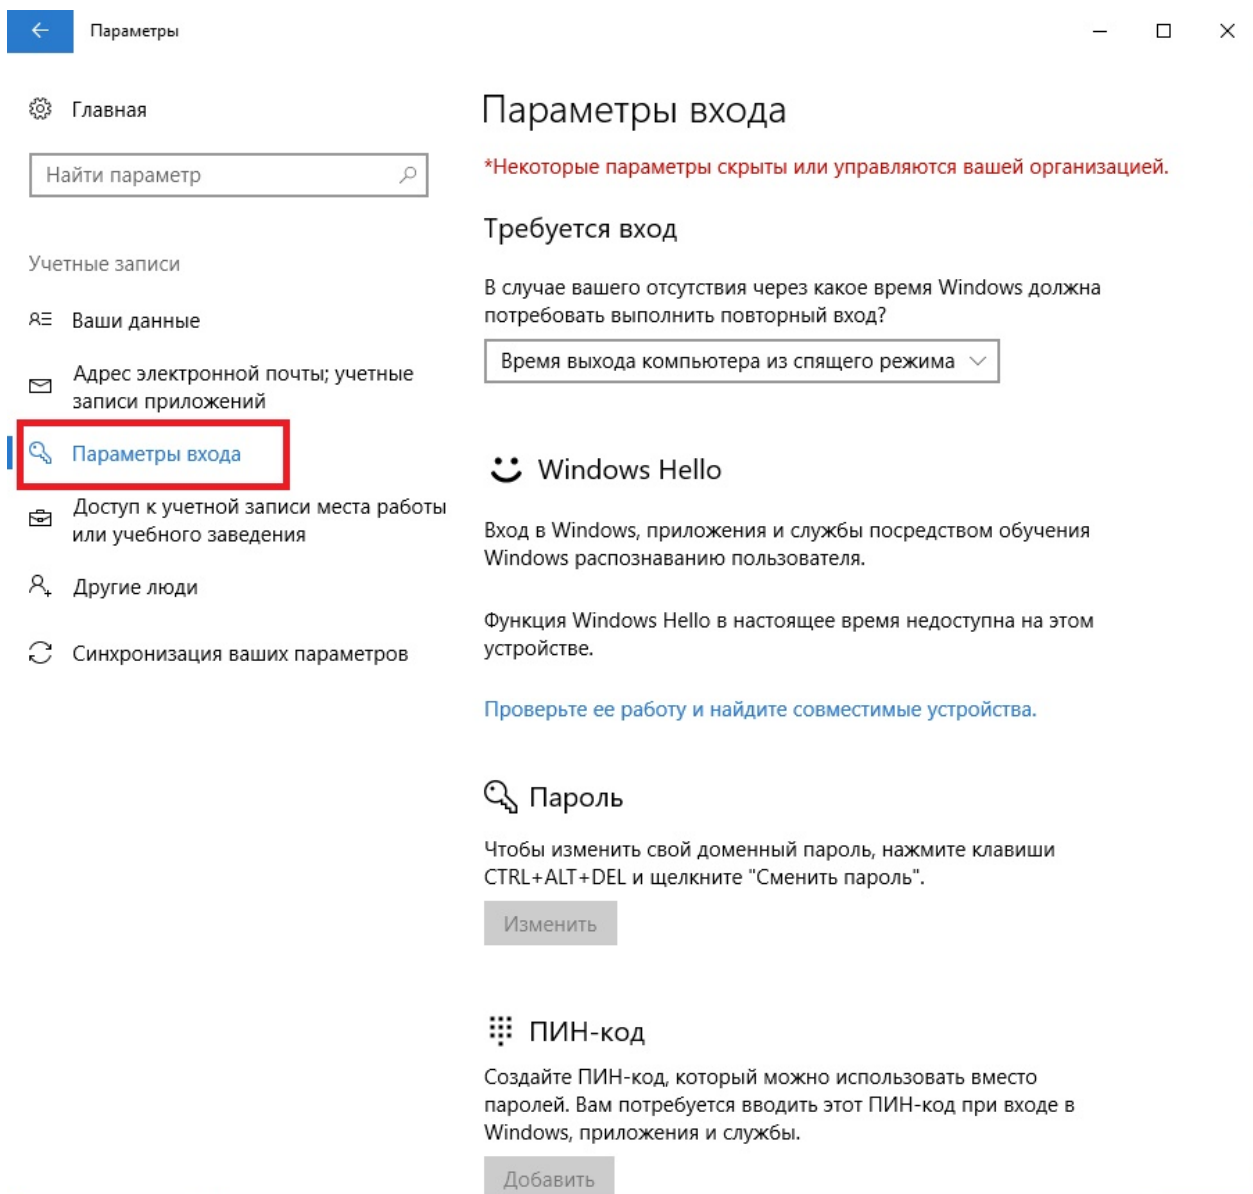 Параметры
Главная
Найти параметр
Учетные записи
Ваши данные
Адрес электронной почты; учетные
записи приложений
Параметры входа
Доступ к учетной записи места работы
или учебного заведения
Другие люди
Синхронизация ваших параметров
Параметры входа
*Некоторые параметры скрыты или управляются вашей организацией.
Требуется вход
В случае вашего отсутствия через какое время Windows должна
потребовать выполнить повторный вход?
Время выхода компьютера из спящего режима
Windows Hello
Вход в Windows, приложения и службы посредством обучения
Windows распознаванию пользователя.
Функция Windows Hello в настоящее время недоступна на этом
устройстве.
Проверьте ее работу и найдите совместимые устройства.
Пароль
Чтобы изменить свой доменный пароль, нажмите клавиши
CTRL+ALT+DEL и щелкните "Сменить пароль".
Изменить
ПИН-код
Создайте ПИН-код, который можно использовать вместо
паролей. Вам потребуется вводить этот ПИН-код при входе в
Windows, приложения и службы.
Добавить